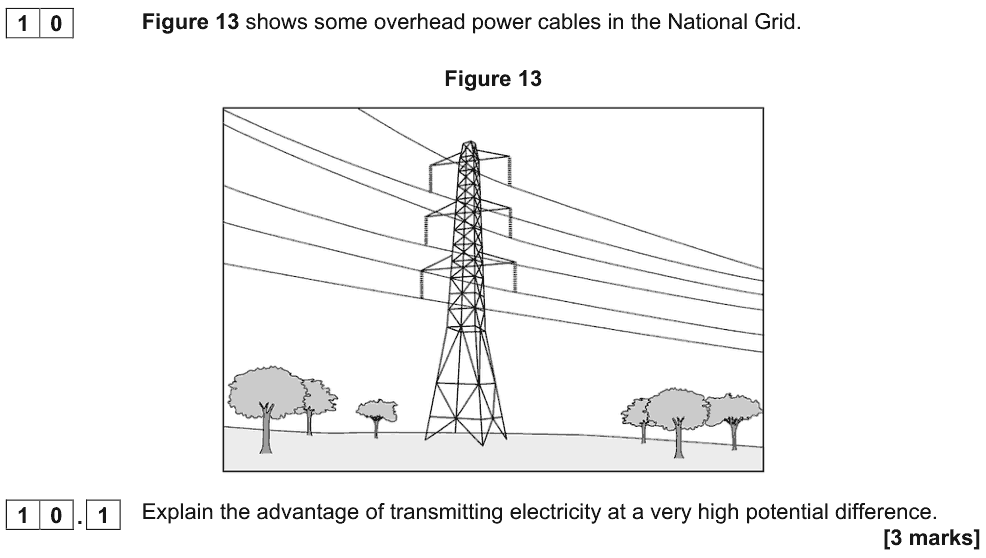 1 0 Figure 13 shows some overhead power cables in the National Grid.
Figure 13
1 0 . 1 Explain the advantage of transmitting electricity at a very high potential difference.
[3 marks]